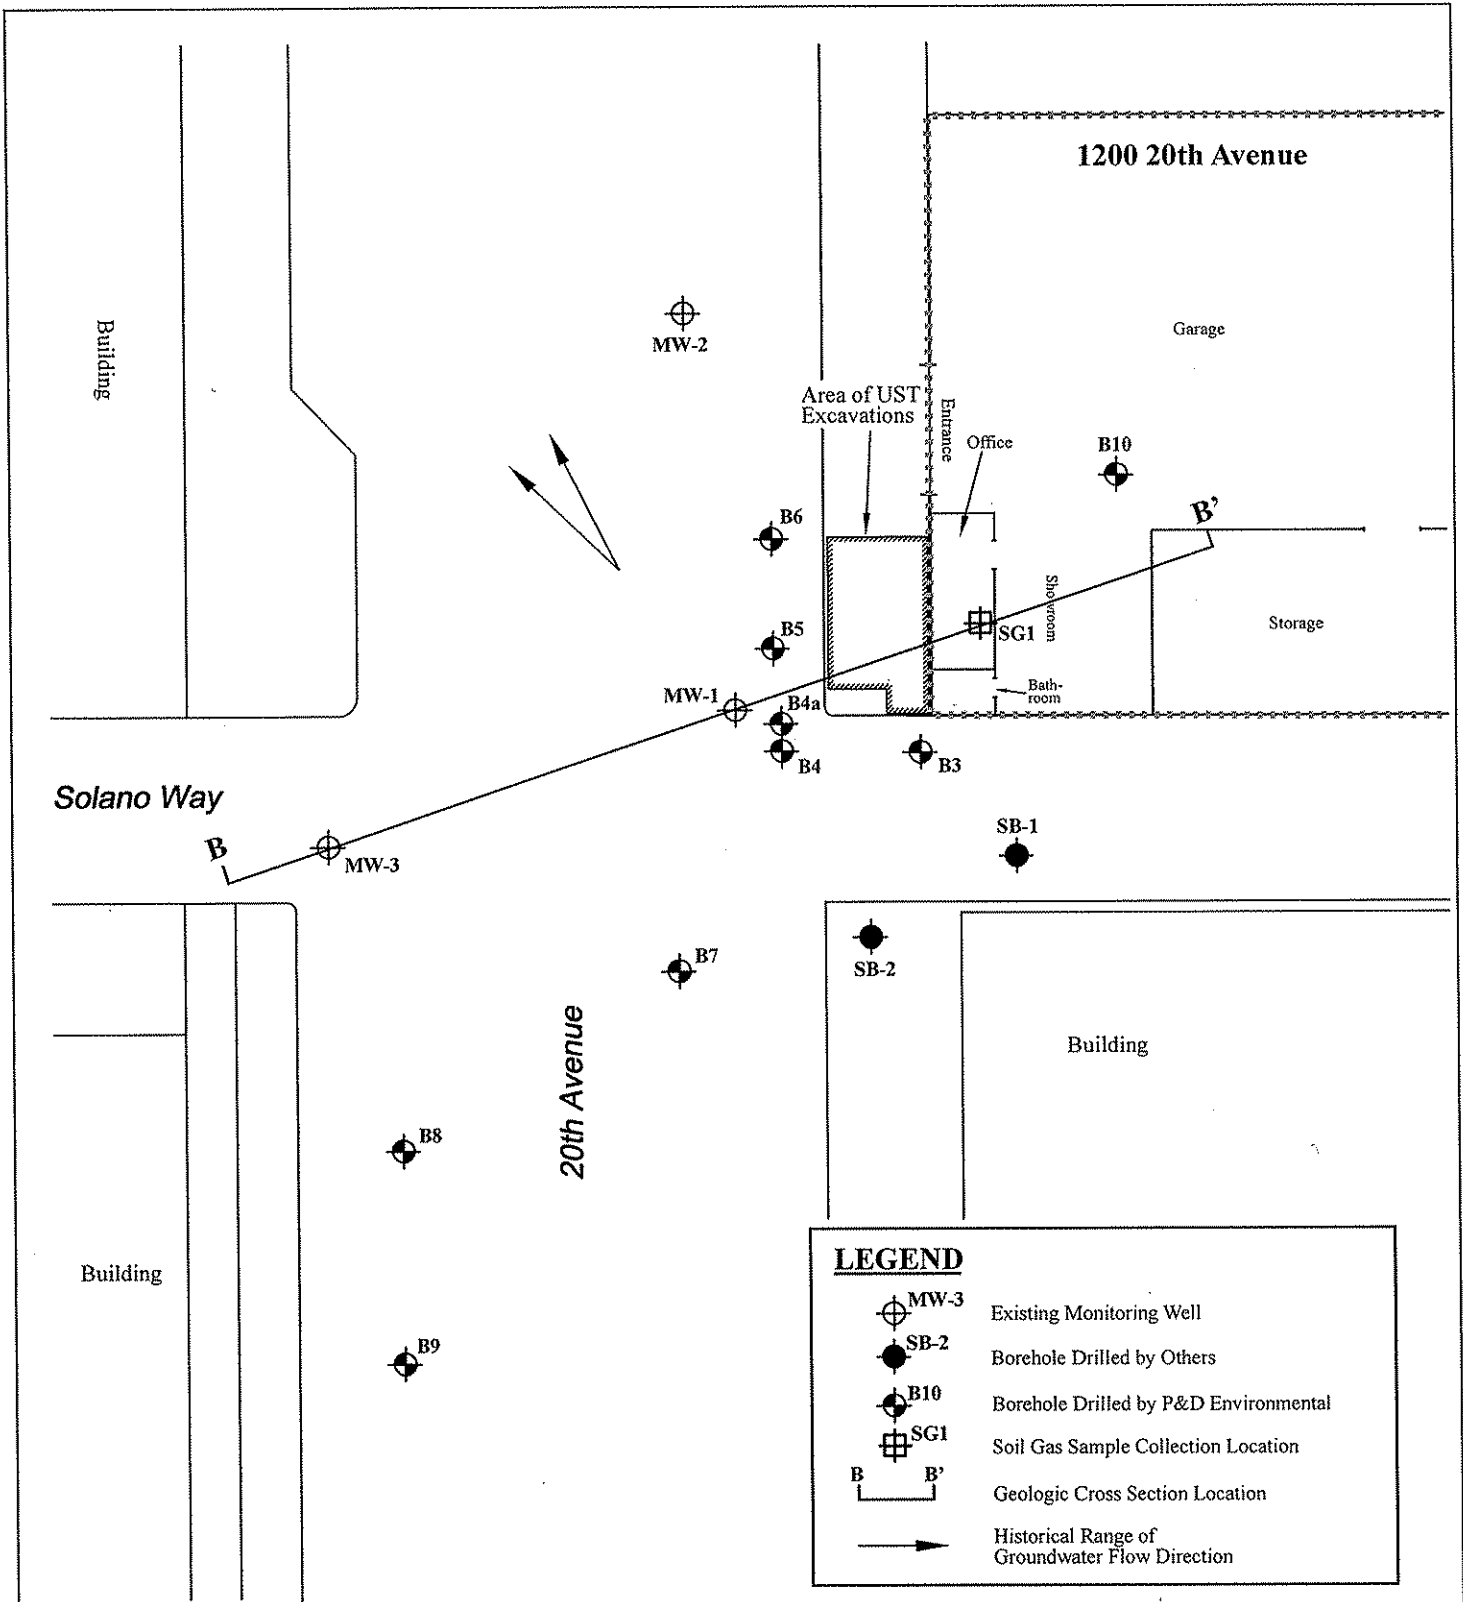 1200 20th Avenue
Building
Garage
MW-2
Area of UST
Excavations
Entrance
Office
B10
B'
B6
Showroom
Storage
SG1
B5
Bath-
room
MW-1
B4a
B4
B3
Solano Way
B
MW-3
SB-1
SB-2
B7
20th Avenue
Building
B8
Building
B9
LEGEND
MW-3
Existing Monitoring Well
SB-2
Borehole Drilled by Others
B10
Borehole Drilled by P&D Environmental
SG1
Soil Gas Sample Collection Location
B B'
Geologic Cross Section Location
Historical Range of
Groundwater Flow Direction